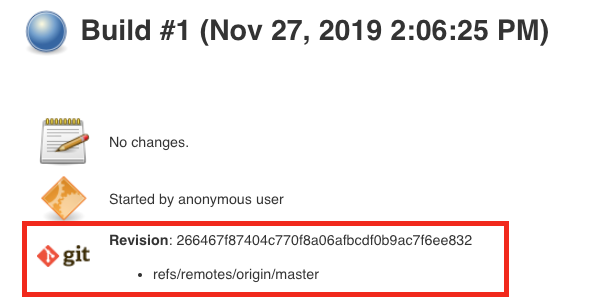 Build #1 (Nov 27, 2019 2:06:25 PM)
No changes.
Started by anonymous user
git
Revision: 266467f87404c770f8a06afbcdf0b9ac7f6ee832
refs/remotes/origin/master